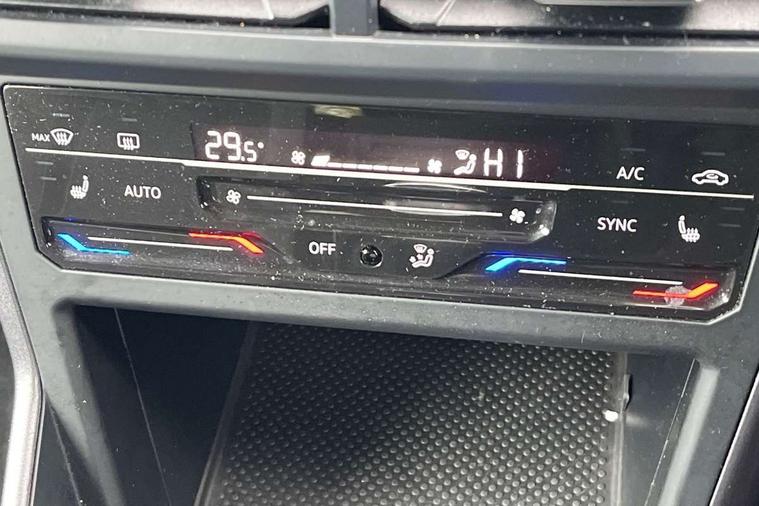 MAX
29.5°
HI
A/C
AUTO
SYNC
OFF